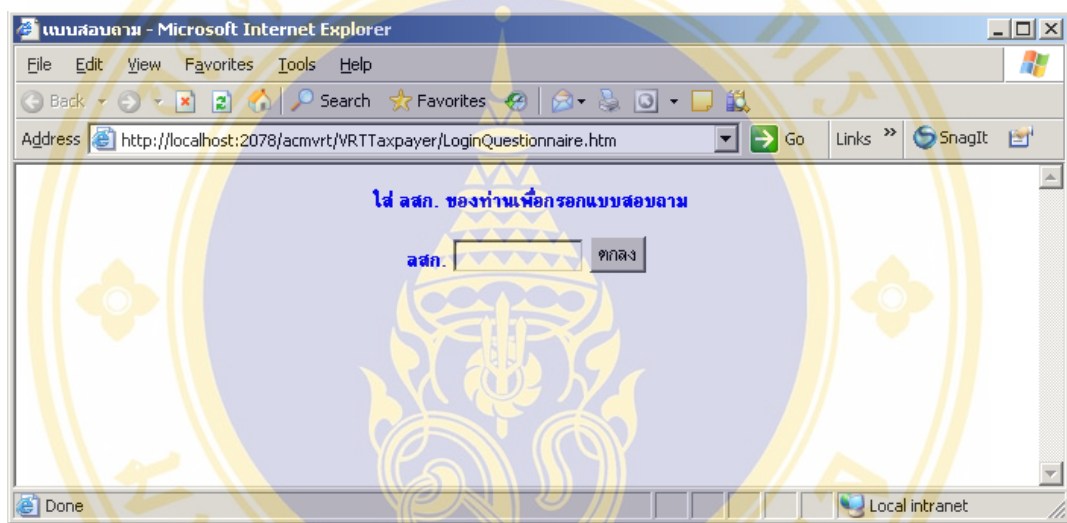 แบบสอบถาม - Microsoft Internet Explorer
File Edit View Favorites Tools Help
Back Search Favorites
Address http://localhost:2078/acmvrt/VRTTaxpayer/LoginQuestionnaire.htm Go Links » SnagIt
ใส่ ลสก. ของท่านเพื่อกรอกแบบสอบถาม
ลสก. ตกลง
Done Local intranet